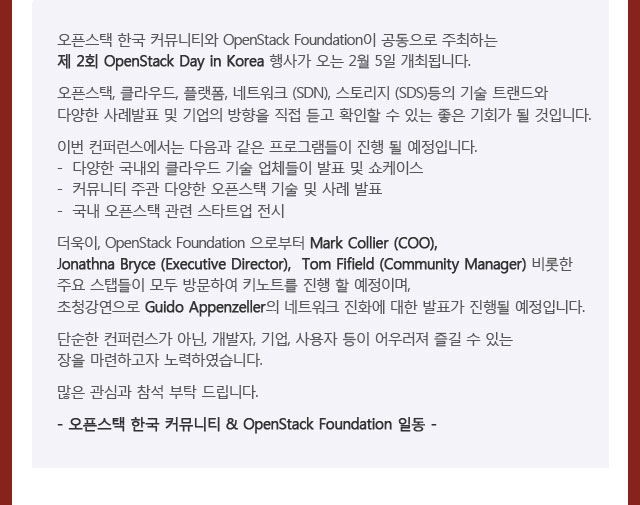 오픈스택 한국 커뮤니티와 OpenStack Foundation이 공동으로 주최하는
제 2회 OpenStack Day in Korea 행사가 오는 2월 5일 개최됩니다.
오픈스택, 클라우드, 플랫폼, 네트워크 (SDN), 스토리지 (SDS)등의 기술 트랜드와
다양한 사례발표 및 기업의 방향을 직접 듣고 확인할 수 있는 좋은 기회가 될 것입니다.
이번 컨퍼런스에서는 다음과 같은 프로그램들이 진행 될 예정입니다.
- 다양한 국내외 클라우드 기술 업체들이 발표 및 쇼케이스
- 커뮤니티 주관 다양한 오픈스택 기술 및 사례 발표
- 국내 오픈스택 관련 스타트업 전시
더욱이, OpenStack Foundation 으로부터 Mark Collier (COO),
Jonathna Bryce (Executive Director), Tom Fifield (Community Manager) 비롯한
주요 스탭들이 모두 방문하여 키노트를 진행 할 예정이며,
초청강연으로 Guido Appenzeller의 네트워크 진화에 대한 발표가 진행될 예정입니다.
단순한 컨퍼런스가 아닌, 개발자, 기업, 사용자 등이 어우러져 즐길 수 있는
장을 마련하고자 노력하였습니다.
많은 관심과 참석 부탁 드립니다.
- 오픈스택 한국 커뮤니티 & OpenStack Foundation 일동 -